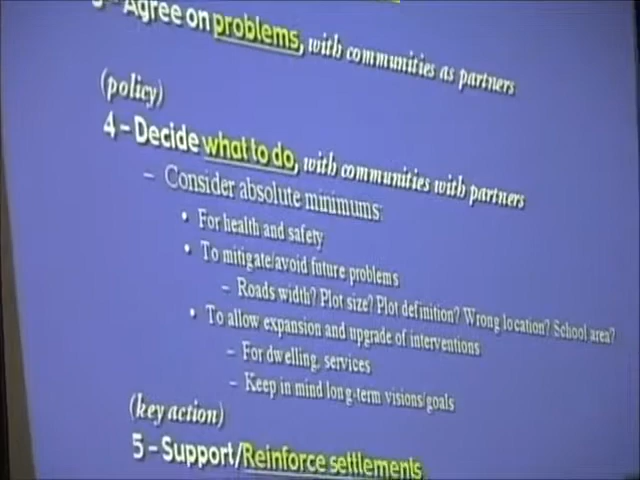 Agree on problems, with communities as partners
(policy)
4 – Decide what to do, with communities with partners
– Consider absolute minimums:
• For health and safety
• To mitigate/avoid future problems
– Roads width? Plot size? Plot definition? Wrong location? School area?
• To allow expansion and upgrade of interventions
– For dwelling, services
– Keep in mind long-term visions/goals
(key action)
5 – Support/Reinforce settlements